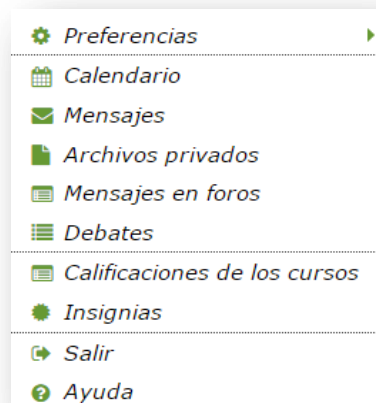 Preferencias
Calendario
Mensajes
Archivos privados
Mensajes en foros
Debates
Calificaciones de los cursos
Insignias
Salir
Ayuda